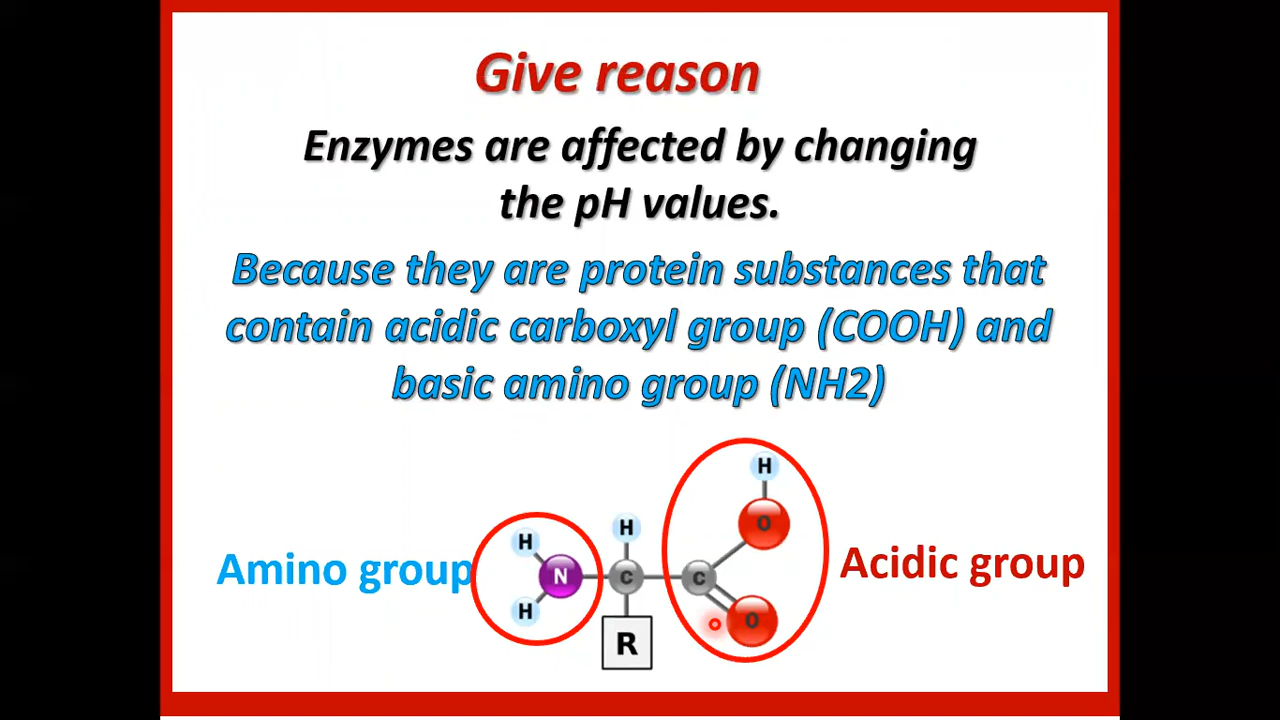 Give reason
Enzymes are affected by changing
the pH values.
Because they are protein substances that
contain acidic carboxyl group (COOH) and
basic amino group (NH2)
H
H H O
Amino group N C C Acidic group
H O
R